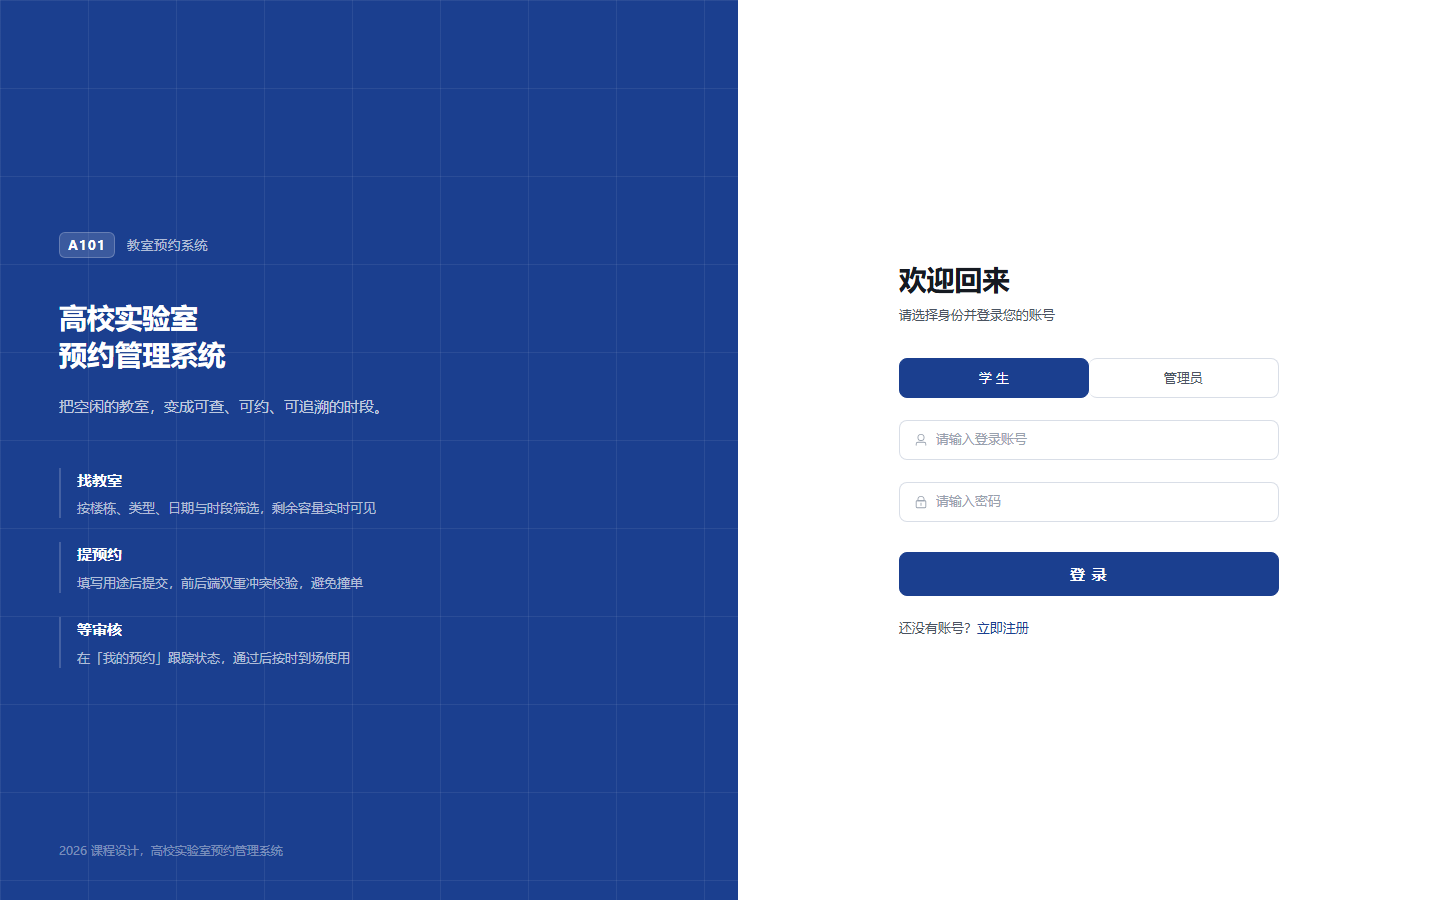 A101 教室预约系统
高校实验室
预约管理系统
把空闲的教室，变成可查、可约、可追溯的时段。
找教室
按楼栋、类型、日期与时段筛选，剩余容量实时可见
提预约
填写用途后提交，前后端双重冲突校验，避免撞单
等审核
在「我的预约」跟踪状态，通过后按时到场使用
2026 课程设计，高校实验室预约管理系统
欢迎回来
请选择身份并登录您的账号
学生 管理员
请输入登录账号
请输入密码
登录
还没有账号？立即注册